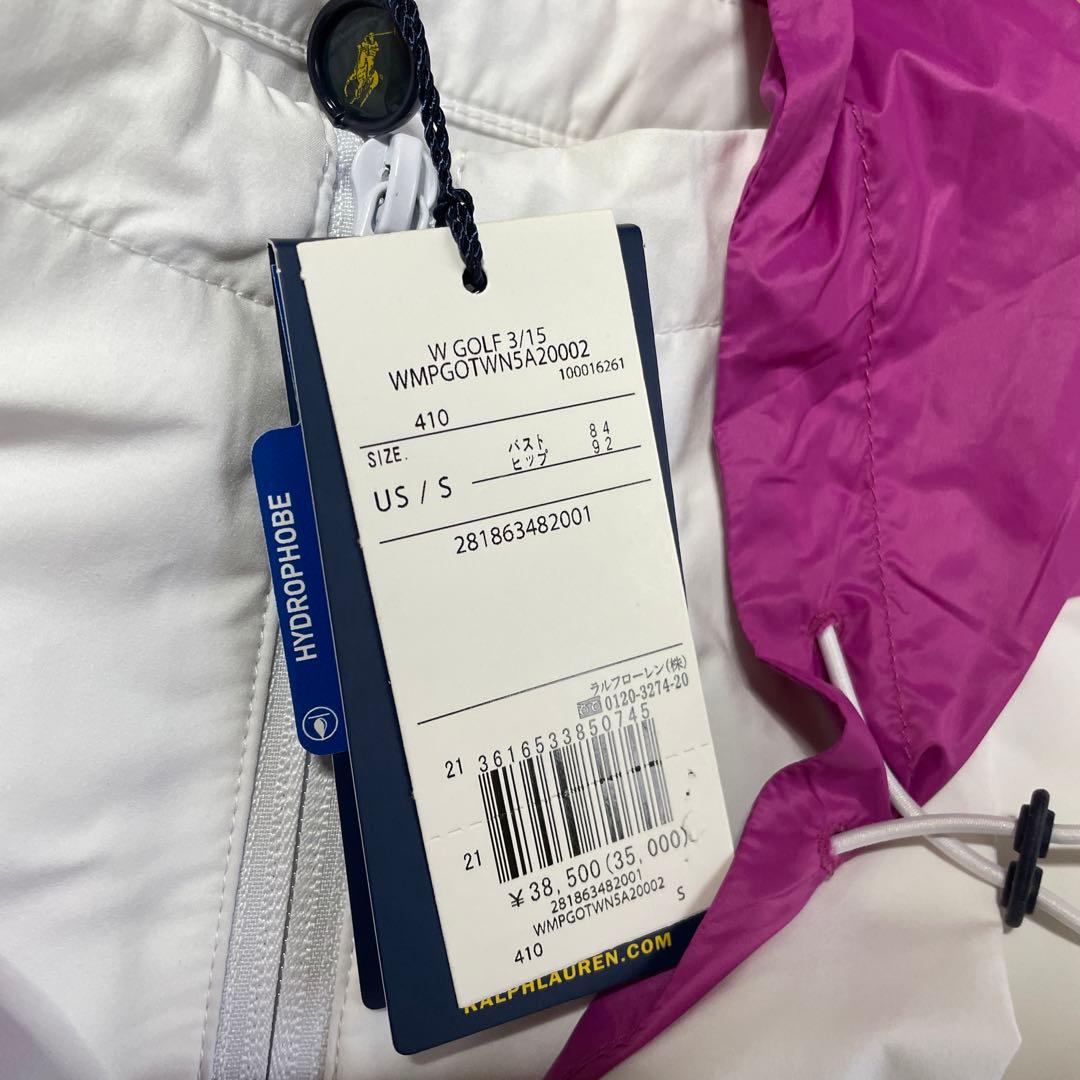 W GOLF 3/15
WMPGOTWN5A20002
100016261
410
SIZE.
バスト 84
US / S
ヒップ 92
281863482001
HYDROPHOBE
ラルフローレン(株)
0120-3274-20
21 3616533850745
21
¥38,500(35,000)
281863482001
WMPGOTWN5A20002
410 S
RALPHLAUREN.COM